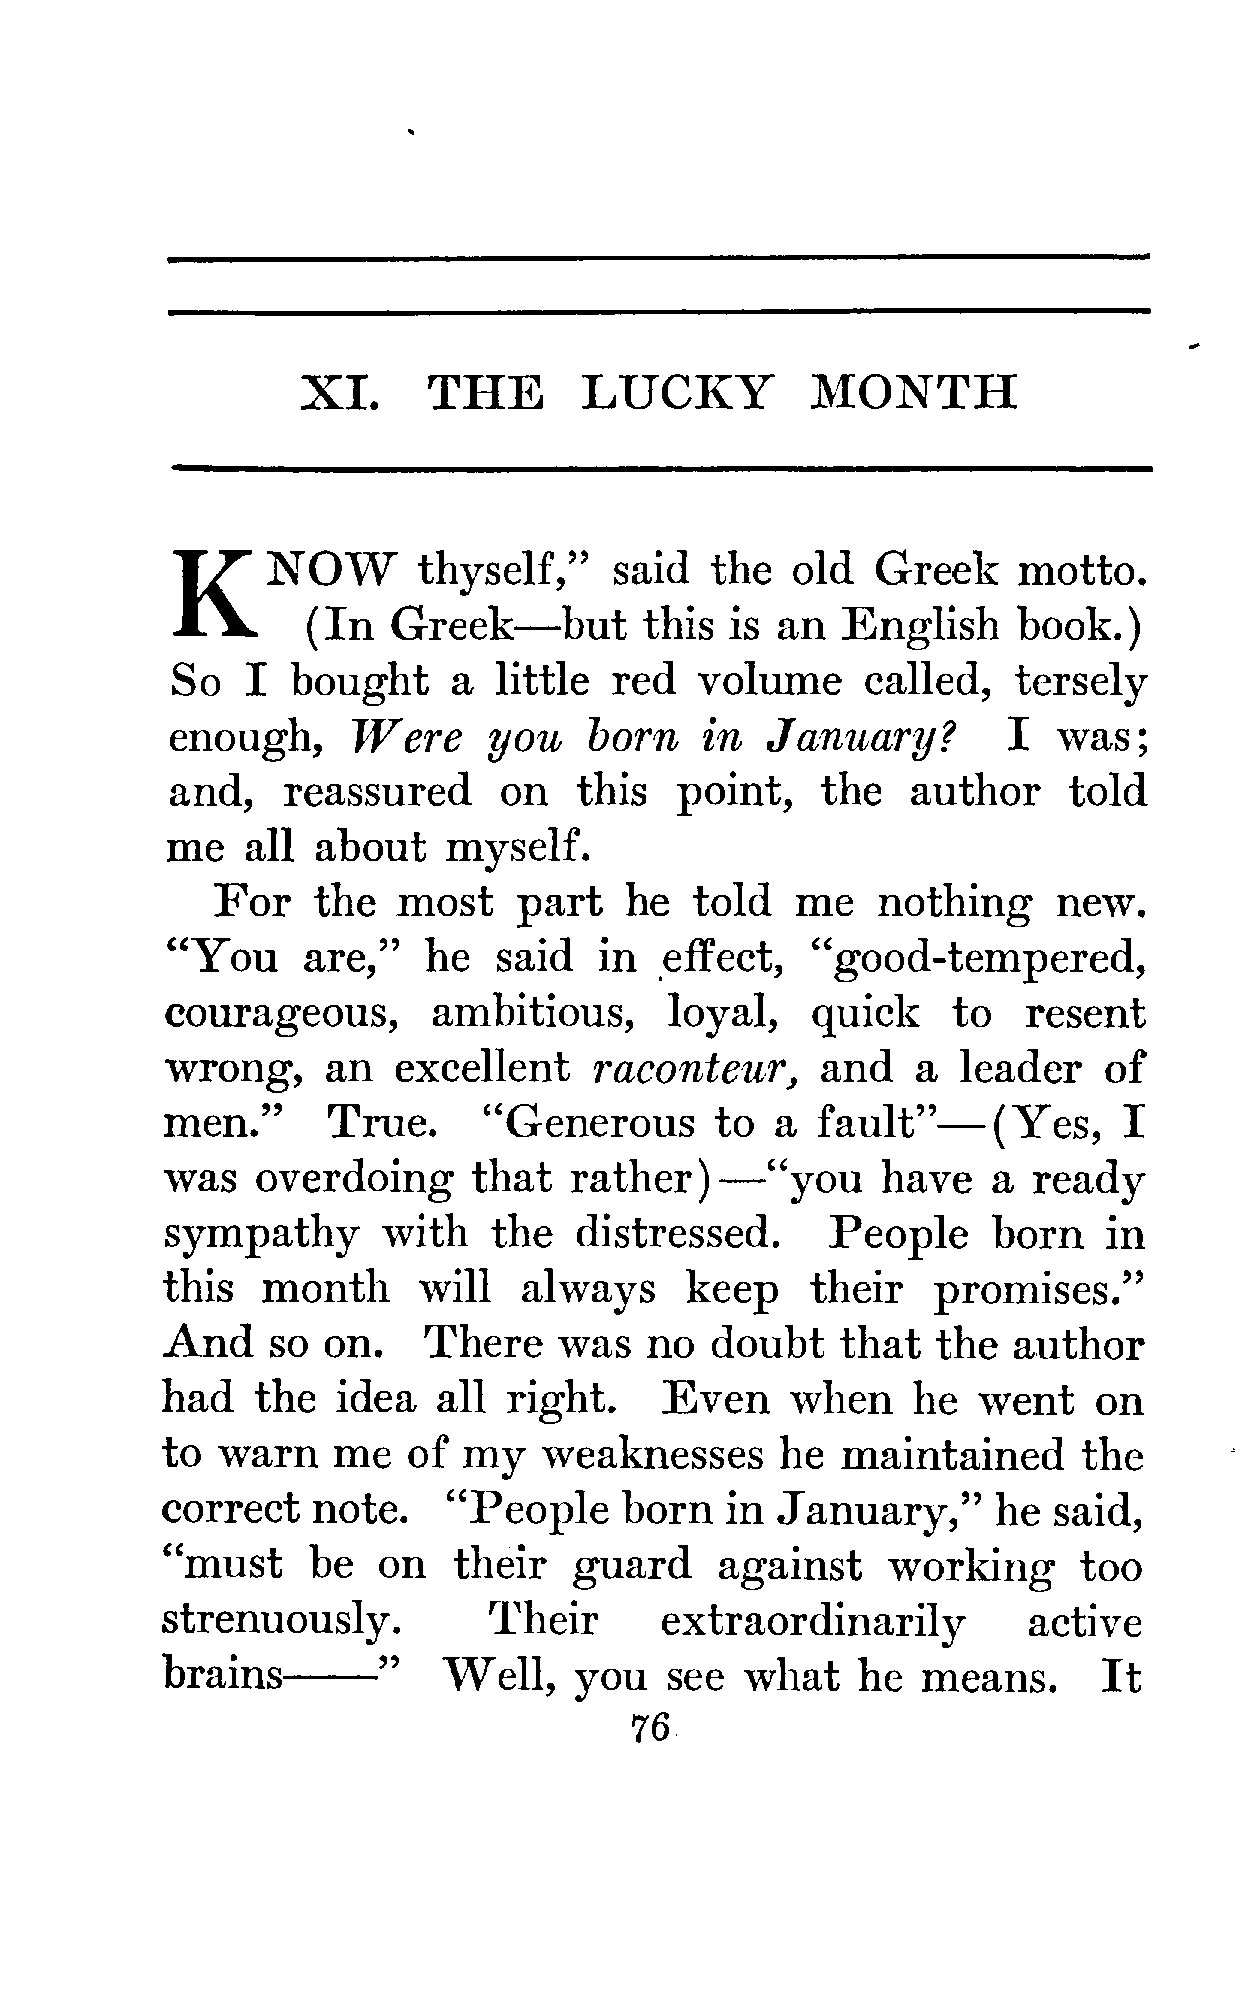 XI. THE LUCKY MONTH
KNOW thyself,” said the old Greek motto.
(In Greek—but this is an English book.)
So I bought a little red volume called, tersely
enough, Were you born in January? I was;
and, reassured on this point, the author told
me all about myself.
For the most part he told me nothing new.
“You are,” he said in effect, “good-tempered,
courageous, ambitious, loyal, quick to resent
wrong, an excellent raconteur, and a leader of
men.” True. “Generous to a fault”—(Yes, I
was overdoing that rather)—“you have a ready
sympathy with the distressed. People born in
this month will always keep their promises.”
And so on. There was no doubt that the author
had the idea all right. Even when he went on
to warn me of my weaknesses he maintained the
correct note. “People born in January,” he said,
“must be on their guard against working too
strenuously. Their extraordinarily active
brains——” Well, you see what he means. It
76